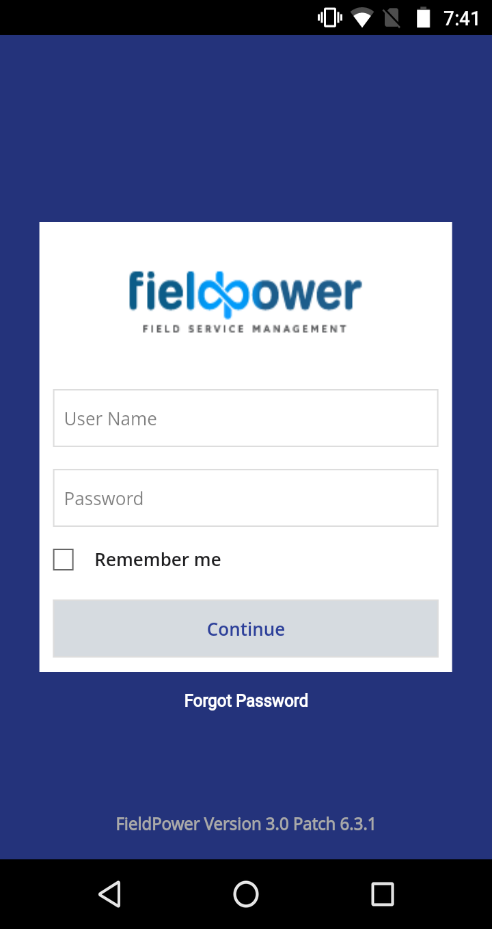 7:41
fieldpower
FIELD SERVICE MANAGEMENT
User Name
Password
Remember me
Continue
Forgot Password
FieldPower Version 3.0 Patch 6.3.1